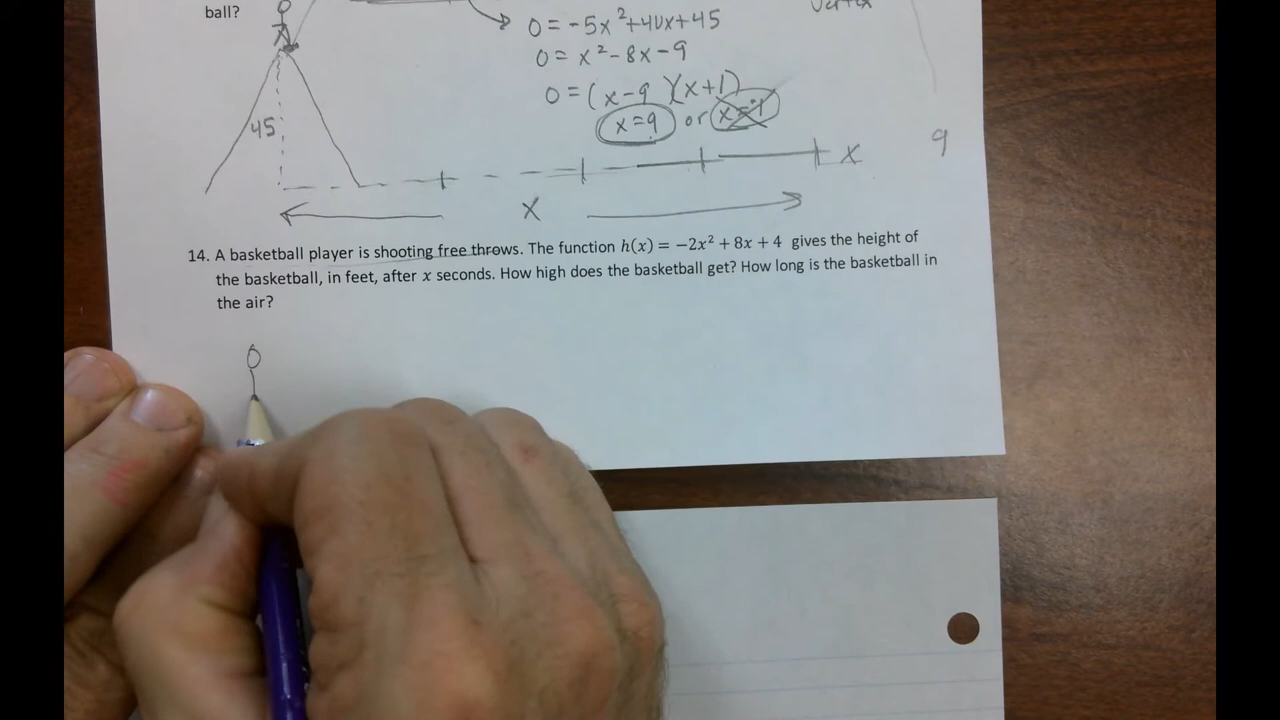 ball?
Vertex
0 = -5x² + 40x + 45
0 = x² - 8x - 9
0 = (x-9)(x+1)
x=9 or x=-1
45
x
9
x
14. A basketball player is shooting free throws. The function h(x) = −2x² + 8x + 4 gives the height of
the basketball, in feet, after x seconds. How high does the basketball get? How long is the basketball in
the air?